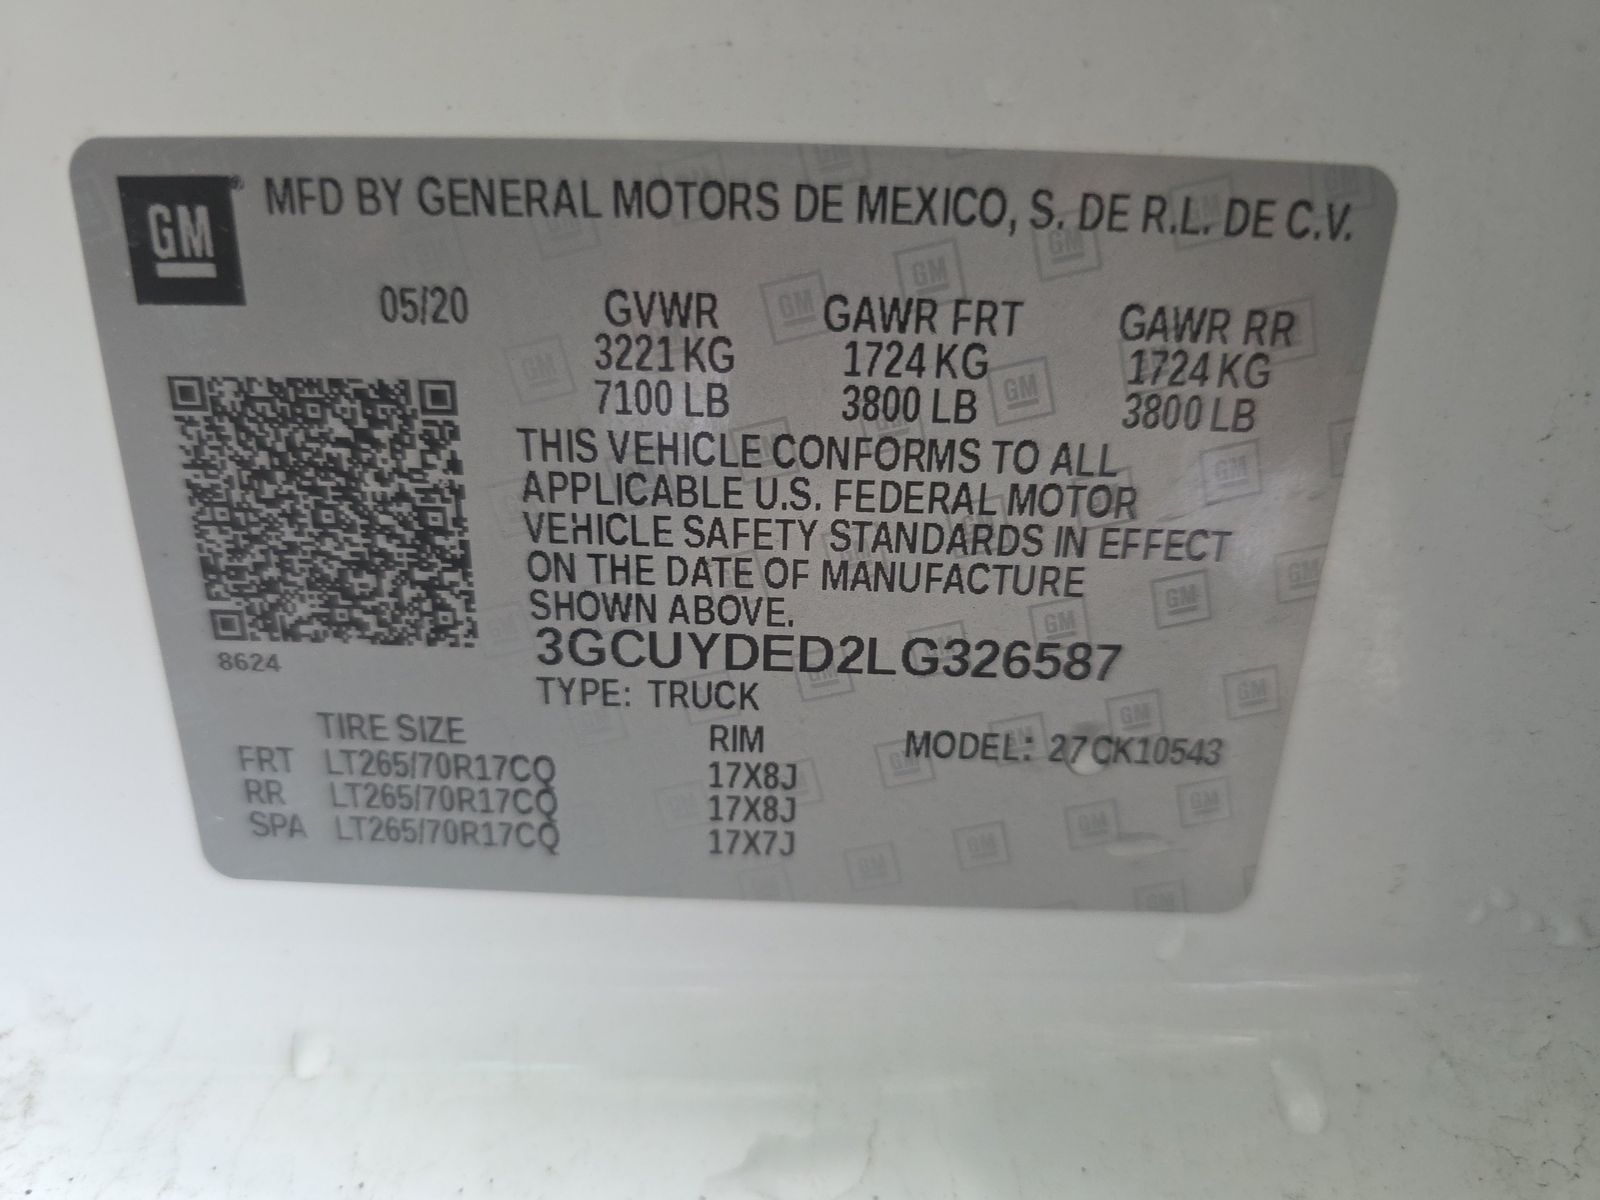 GM MFD BY GENERAL MOTORS DE MEXICO, S. DE R.L. DE C.V.
05/20 GVWR GAWR FRT GAWR RR
3221 KG 1724 KG 1724 KG
7100 LB 3800 LB 3800 LB
THIS VEHICLE CONFORMS TO ALL
APPLICABLE U.S. FEDERAL MOTOR
VEHICLE SAFETY STANDARDS IN EFFECT
ON THE DATE OF MANUFACTURE
SHOWN ABOVE.
3GCUYDED2LG326587
8624
TYPE: TRUCK
TIRE SIZE RIM MODEL: 27CK10543
FRT LT265/70R17CQ 17X8J
RR LT265/70R17CQ 17X8J
SPA LT265/70R17CQ 17X7J